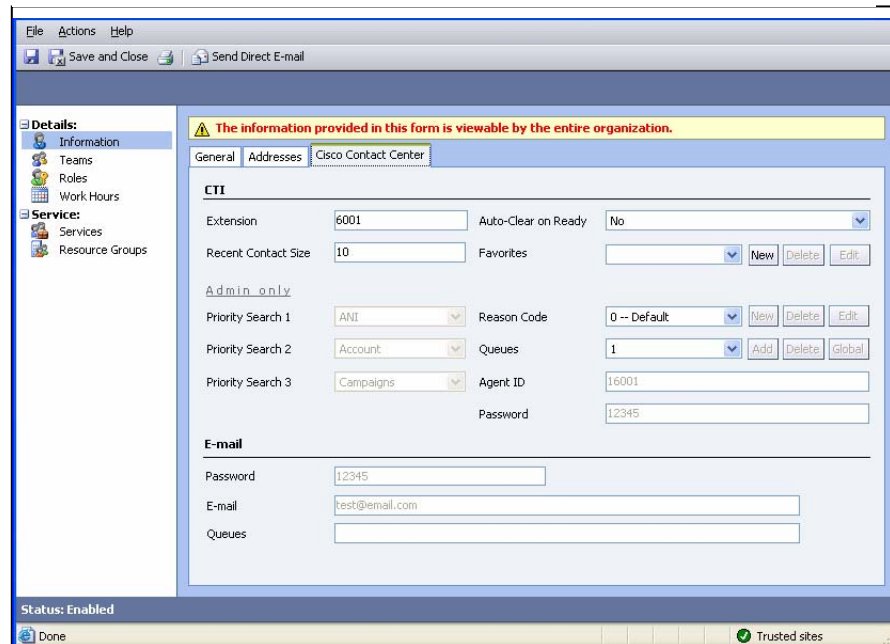 File Actions Help
Save and Close Send Direct E-mail
Details:
Information
Teams
Roles
Work Hours
Service:
Services
Resource Groups
The information provided in this form is viewable by the entire organization.
General Addresses Cisco Contact Center
CTI
Extension 6001 Auto-Clear on Ready No
Recent Contact Size 10 Favorites New Delete Edit
Admin only
Priority Search 1 ANI Reason Code 0 -- Default New Delete Edit
Priority Search 2 Account Queues 1 Add Delete Global
Priority Search 3 Campaigns Agent ID 16001
Password 12345
E-mail
Password 12345
E-mail test@email.com
Queues
Status: Enabled
Done Trusted sites